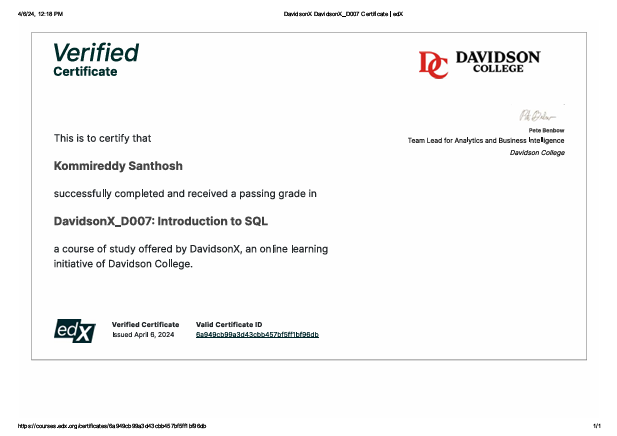 4/6/24, 12:18 PM
DavidsonX DavidsonX_D007 Certificate | edX
Verified
Certificate
DC DAVIDSON
COLLEGE
Pete Benbow
Team Lead for Analytics and Business Intelligence
Davidson College
This is to certify that
Kommireddy Santhosh
successfully completed and received a passing grade in
DavidsonX_D007: Introduction to SQL
a course of study offered by DavidsonX, an online learning
initiative of Davidson College.
edX
Verified Certificate
Issued April 6, 2024
Valid Certificate ID
6a949cb99a3d43cbb457bf5ff1bf96db
https://courses.edx.org/certificates/6a949cb99a3d43cbb457bf5ff1bf96db
1/1